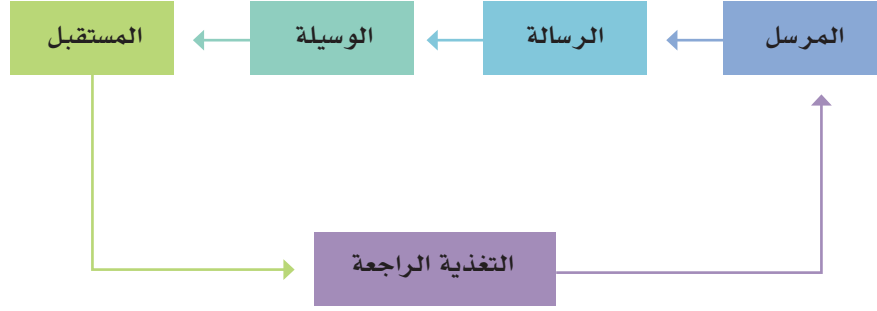 المرسل
الرسالة
الوسيلة
المستقبل
التغذية الراجعة